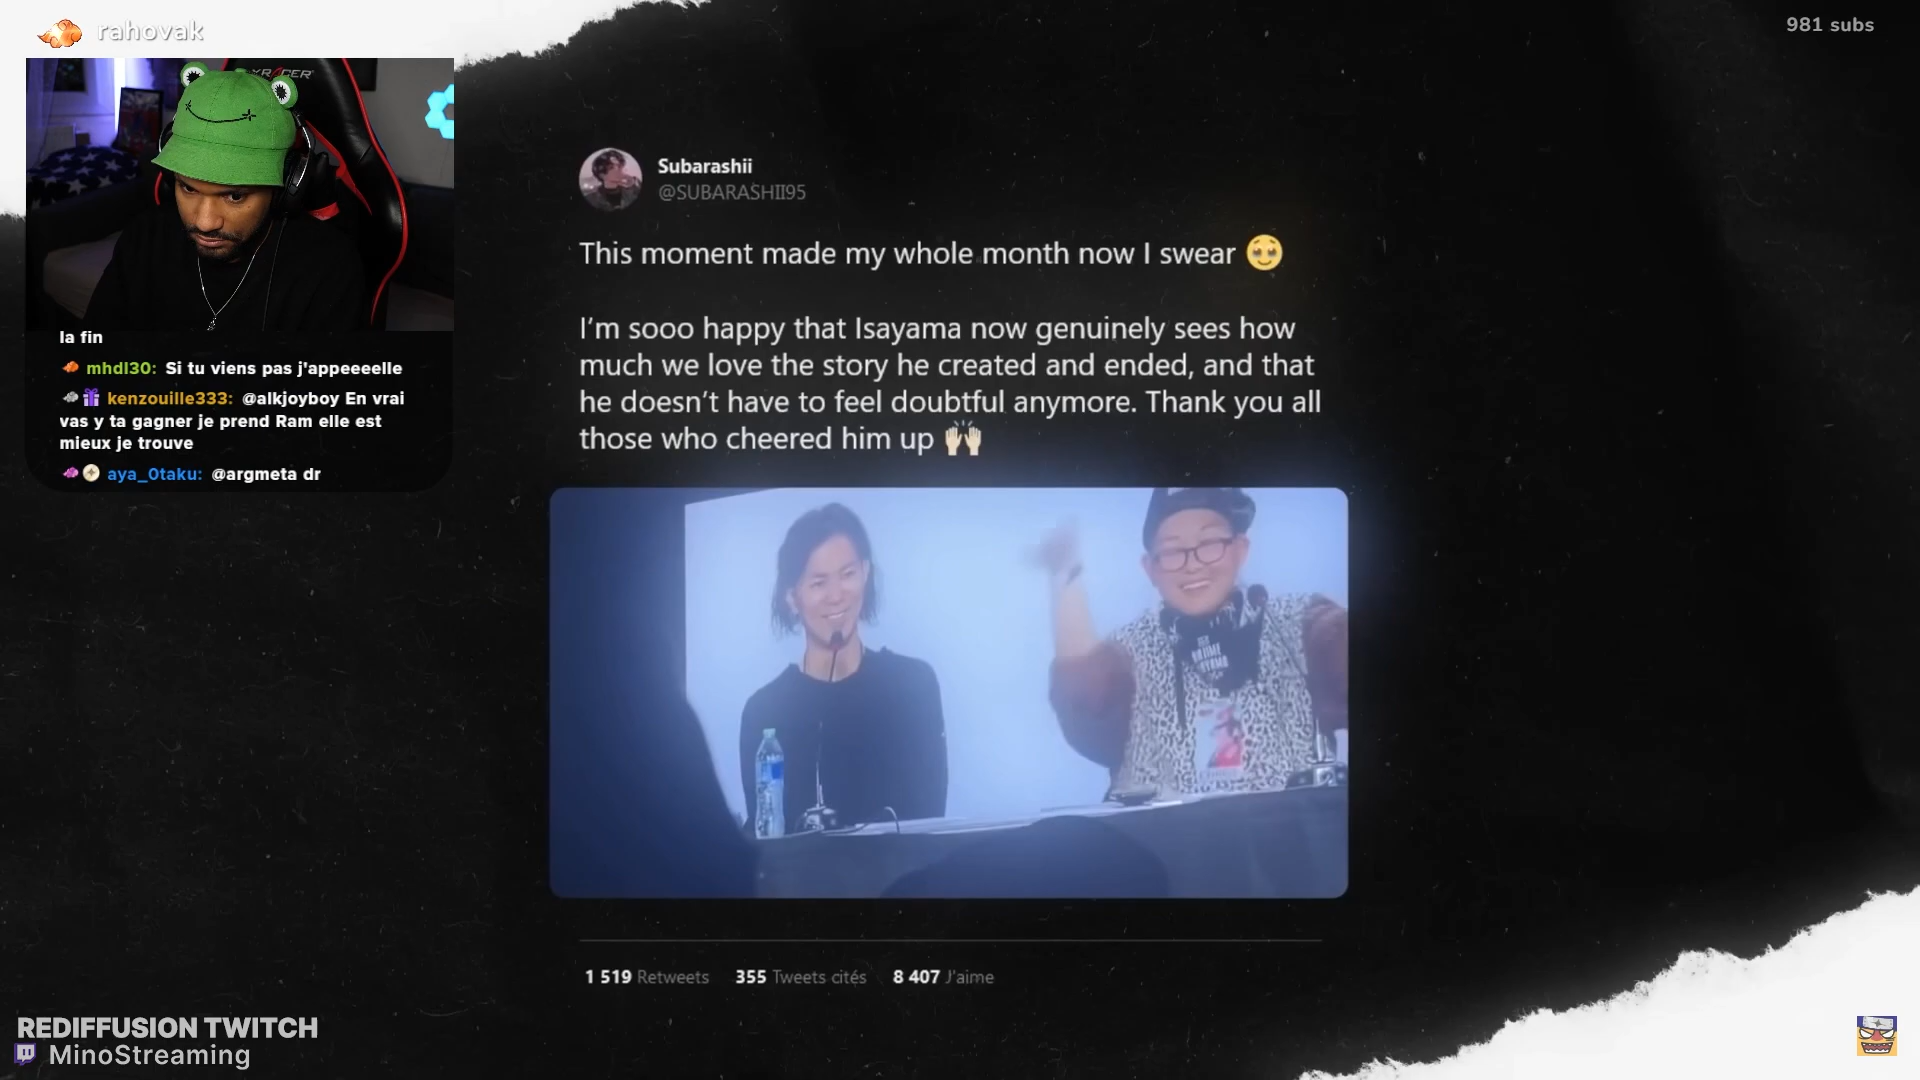 rahovak
981 subs
la fin
mhdl30: Si tu viens pas j'appeeeelle
kenzouille333: @alkjoyboy En vrai
vas y ta gagner je prend Ram elle est
mieux je trouve
aya_Otaku: @argmeta dr
Subarashii
@SUBARASHII95
This moment made my whole month now I swear 🥹
I'm sooo happy that Isayama now genuinely sees how
much we love the story he created and ended, and that
he doesn't have to feel doubtful anymore. Thank you all
those who cheered him up 🙌🏻
1 519 Retweets 355 Tweets cités 8 407 J'aime
REDIFFUSION TWITCH
MinoStreaming